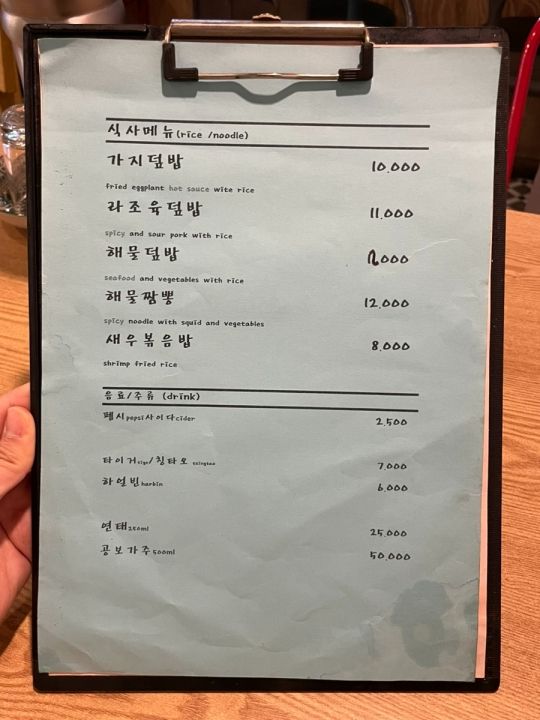 식사메뉴(rice /noodle)
가지덮밥 10.000
fried eggplant hot sauce wite rice
라조육덮밥 11.000
spicy and sour pork with rice
해물덮밥 12.000
seafood and vegetables with rice
해물짬뽕 12.000
spicy noodle with squid and vegetables
새우볶음밥 8.000
shrimp fried rice
음료/주류 (drink)
펩시pepsi사이다cider 2.500
타이거/칭타오 tsingtao 7.000
하얼빈harbin 6.000
연태250ml 25.000
공보가주500ml 50.000